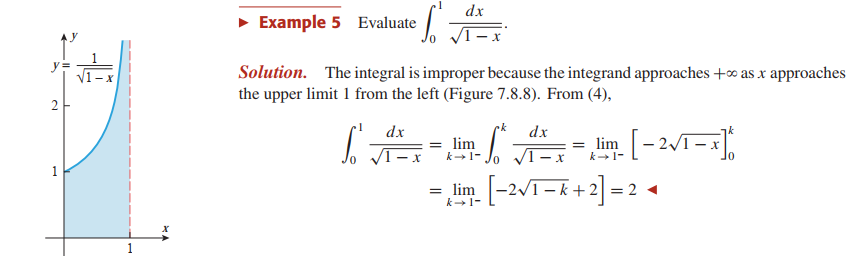 y
y = 1/√(1 − x)
2
1
x
1
▶ Example 5 Evaluate ∫₀¹ dx/√(1 − x).
Solution. The integral is improper because the integrand approaches +∞ as x approaches
the upper limit 1 from the left (Figure 7.8.8). From (4),
∫₀¹ dx/√(1 − x) = lim_{k→1⁻} ∫₀ᵏ dx/√(1 − x) = lim_{k→1⁻} [−2√(1 − x)]₀ᵏ
= lim_{k→1⁻} [−2√(1 − k) + 2] = 2 ◀